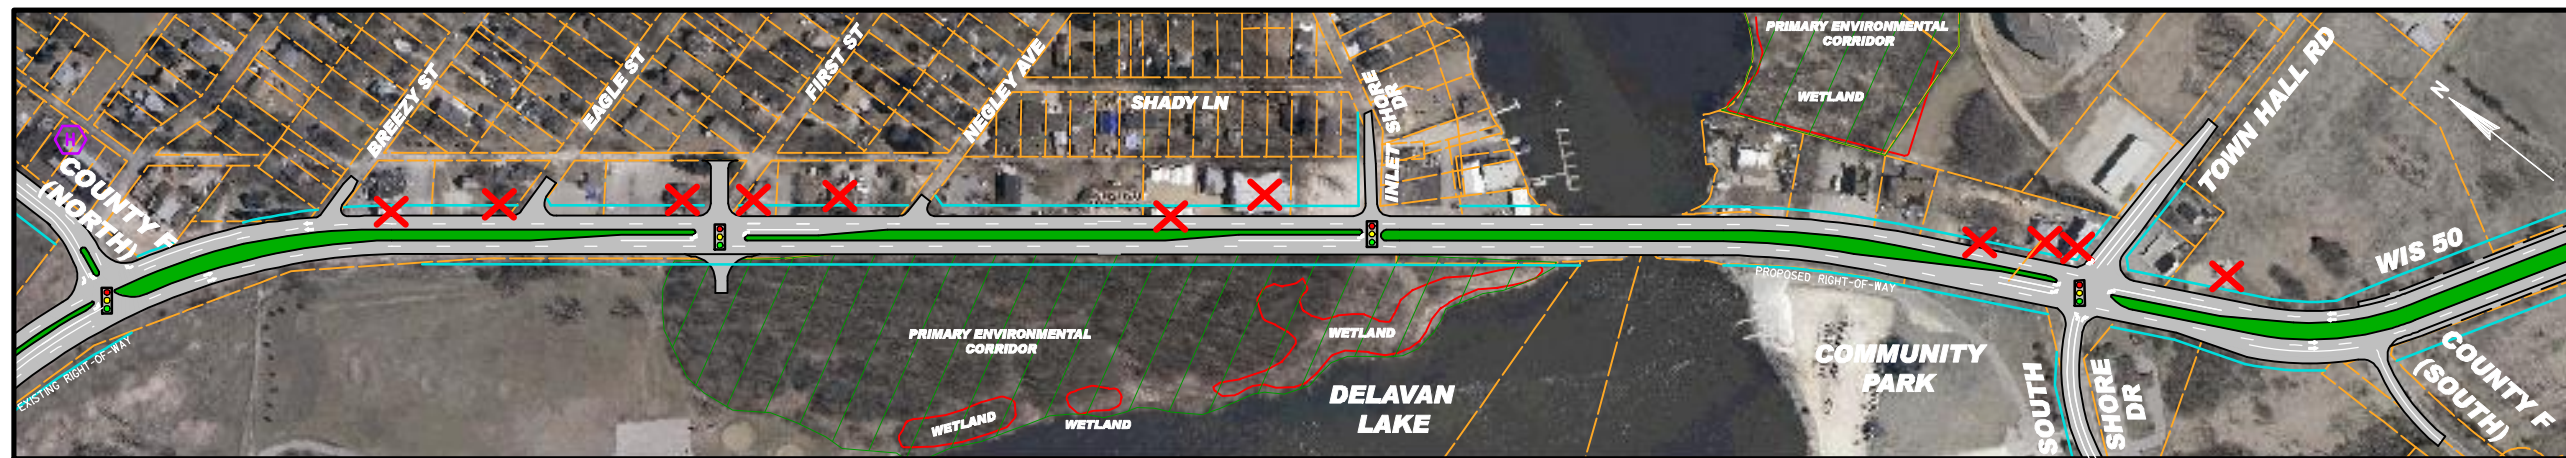 H
COUNTY F
(NORTH)
EXISTING RIGHT-OF-WAY
BREEZY ST
EAGLE ST
FIRST ST
NEGLEY AVE
SHADY LN
INLET SHORE
DR
PRIMARY ENVIRONMENTAL
CORRIDOR
WETLAND
WETLAND
WETLAND
DELAVAN
LAKE
PRIMARY ENVIRONMENTAL
CORRIDOR
WETLAND
PROPOSED RIGHT-OF-WAY
COMMUNITY
PARK
SOUTH
SHORE
DR
TOWN HALL RD
N
WIS 50
COUNTY F
(SOUTH)